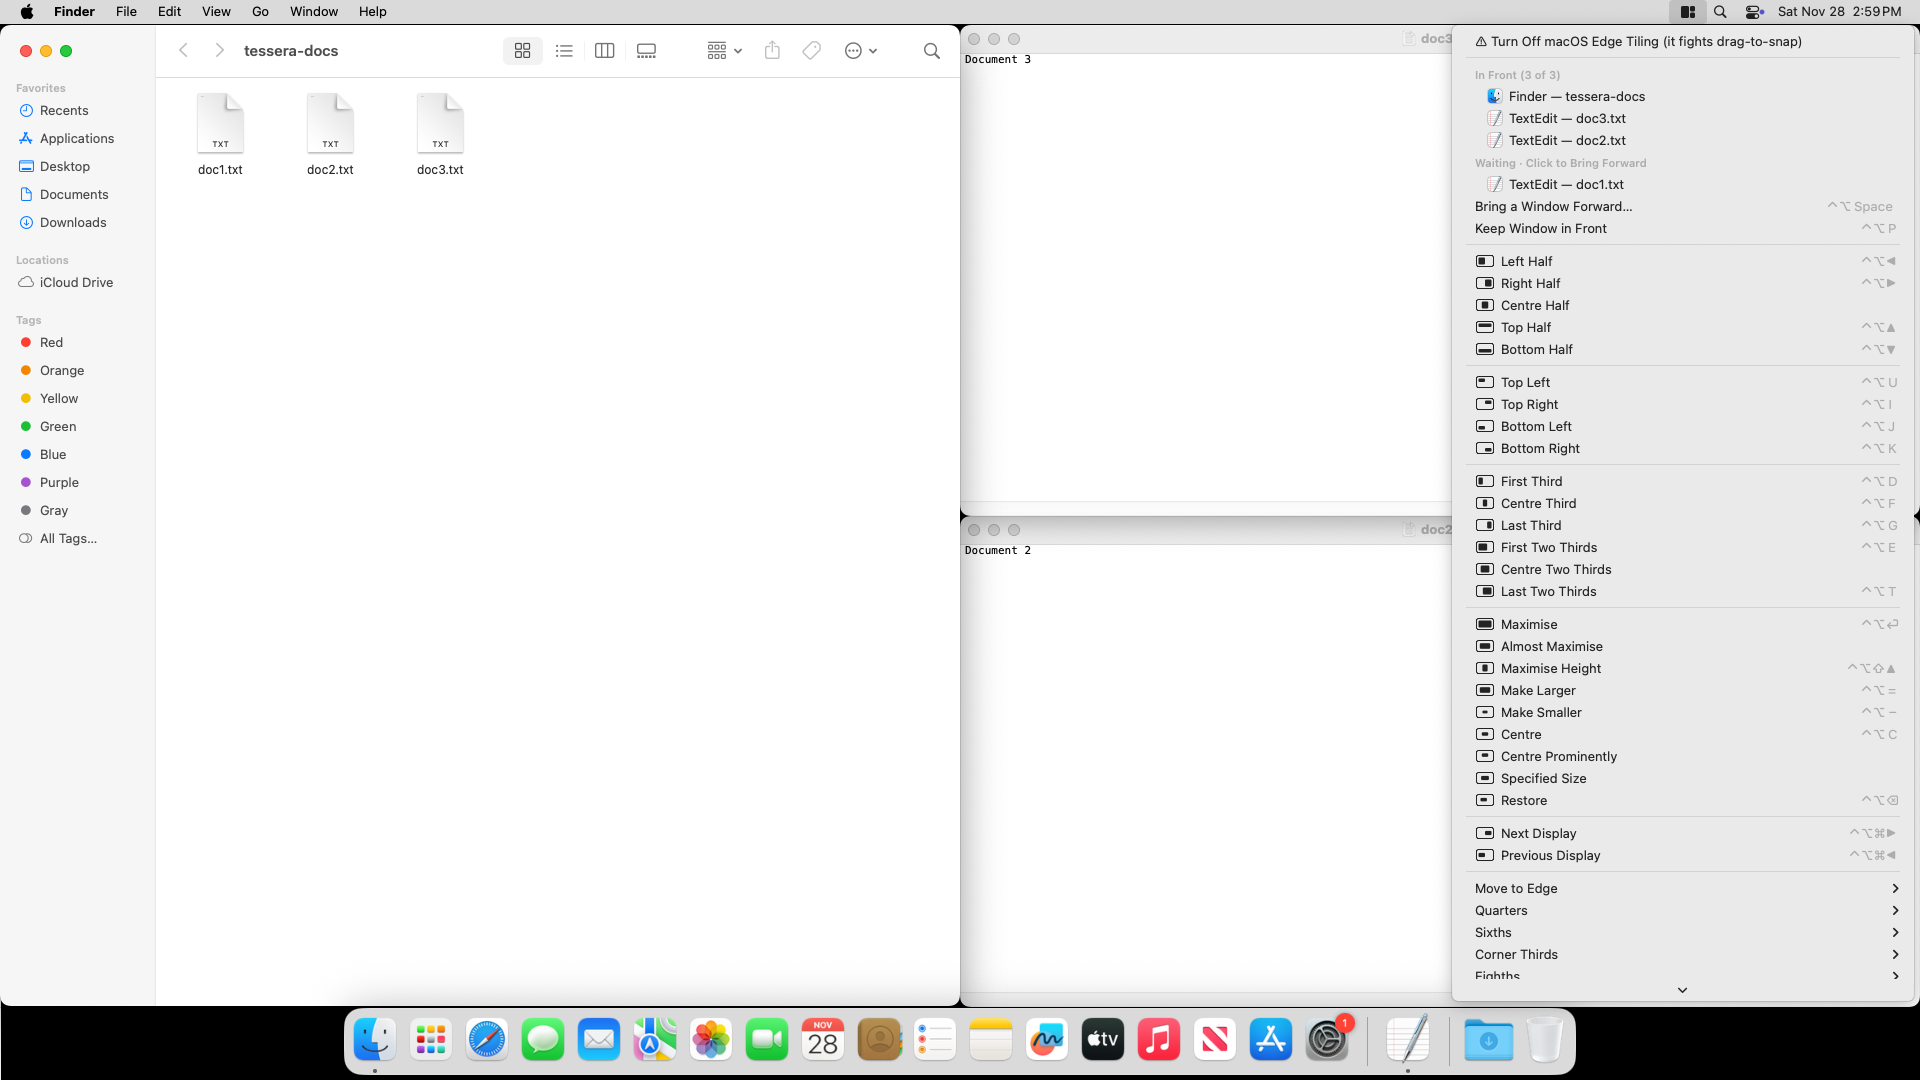 Finder File Edit View Go Window Help
Sat Nov 28 2:59 PM
tessera-docs
Favorites
Recents
Applications
Desktop
Documents
Downloads
Locations
iCloud Drive
Tags
Red
Orange
Yellow
Green
Blue
Purple
Gray
All Tags...
TXT TXT TXT
doc1.txt doc2.txt doc3.txt
doc3
Document 3
doc2
Document 2
⚠ Turn Off macOS Edge Tiling (it fights drag-to-snap)
In Front (3 of 3)
Finder — tessera-docs
TextEdit — doc3.txt
TextEdit — doc2.txt
Waiting · Click to Bring Forward
TextEdit — doc1.txt
Bring a Window Forward... ^⌥ Space
Keep Window in Front ^⌥ P
Left Half ^⌥◀
Right Half ^⌥▶
Centre Half
Top Half ^⌥▲
Bottom Half ^⌥▼
Top Left ^⌥ U
Top Right ^⌥ I
Bottom Left ^⌥ J
Bottom Right ^⌥ K
First Third ^⌥ D
Centre Third ^⌥ F
Last Third ^⌥ G
First Two Thirds ^⌥ E
Centre Two Thirds
Last Two Thirds ^⌥ T
Maximise ^⌥⏎
Almost Maximise
Maximise Height ^⌥⇧▲
Make Larger ^⌥ =
Make Smaller ^⌥ −
Centre ^⌥ C
Centre Prominently
Specified Size
Restore ^⌥⌫
Next Display ^⌥⌘▶
Previous Display ^⌥⌘◀
Move to Edge
Quarters
Sixths
Corner Thirds
Eighths
NOV
28
tv
1